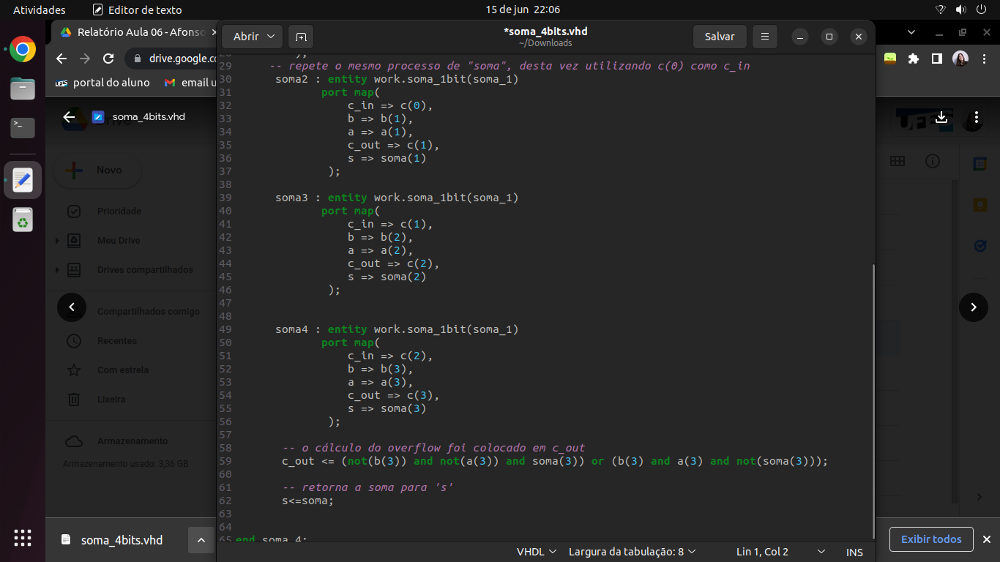 Atividades
Editor de texto
15 de jun 22:06
Relatório Aula 06 - Afonso
Abrir
*soma_4bits.vhd
~/Downloads
Salvar
drive.google.co
portal do aluno
email u
soma_4bits.vhd
Drive
UFFS
Novo
Prioridade
Meu Drive
Drives compartilhados
Compartilhados comigo
Recentes
Com estrela
Lixeira
Armazenamento
Armazenamento usado: 3,36 GB
28 );
29 -- repete o mesmo processo de "soma", desta vez utilizando c(0) como c_in
30 soma2 : entity work.soma_1bit(soma_1)
31 port map(
32 c_in => c(0),
33 b => b(1),
34 a => a(1),
35 c_out => c(1),
36 s => soma(1)
37 );
38
39 soma3 : entity work.soma_1bit(soma_1)
40 port map(
41 c_in => c(1),
42 b => b(2),
43 a => a(2),
44 c_out => c(2),
45 s => soma(2)
46 );
47
48
49 soma4 : entity work.soma_1bit(soma_1)
50 port map(
51 c_in => c(2),
52 b => b(3),
53 a => a(3),
54 c_out => c(3),
55 s => soma(3)
56 );
57
58 -- o cálculo do overflow foi colocado em c_out
59 c_out <= (not(b(3)) and not(a(3)) and soma(3)) or (b(3) and a(3) and not(soma(3)));
60
61 -- retorna a soma para 's'
62 s<=soma;
63
64
65 end soma_4;
VHDL
Largura da tabulação: 8
Lin 1, Col 2
INS
soma_4bits.vhd
Exibir todos